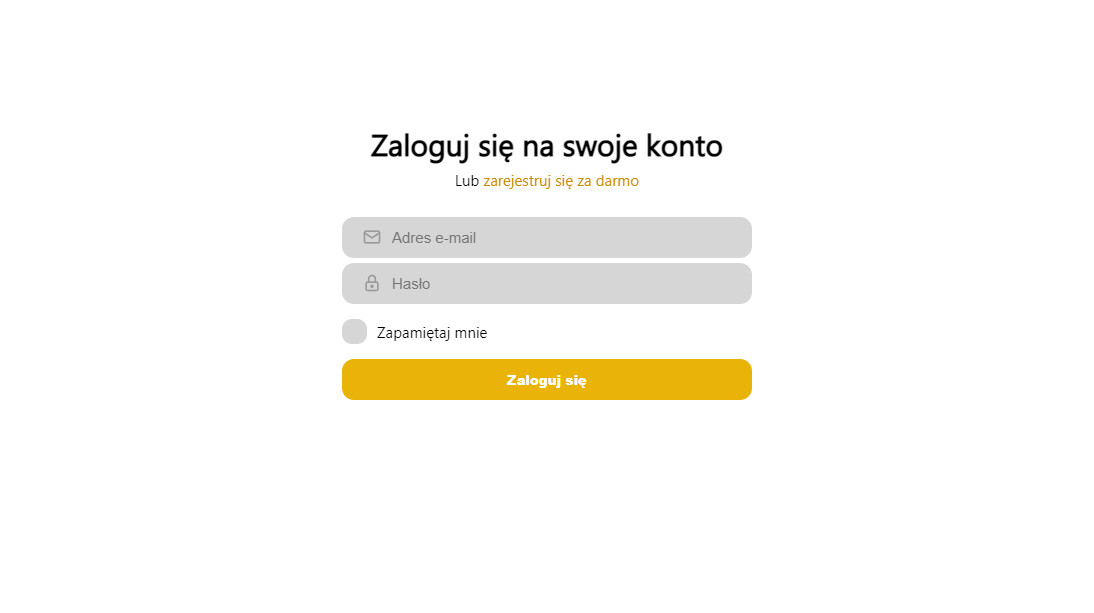 Zaloguj się na swoje konto
Lub zarejestruj się za darmo
Adres e-mail
Hasło
Zapamiętaj mnie
Zaloguj się